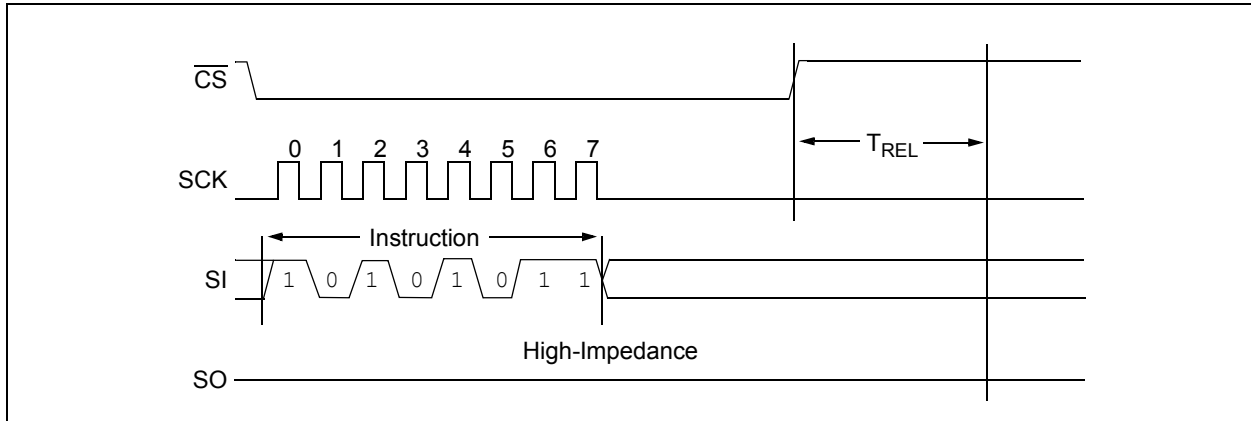 CS
TREL
0 1 2 3 4 5 6 7
SCK
Instruction
SI 1 0 1 0 1 0 1 1
High-Impedance
SO